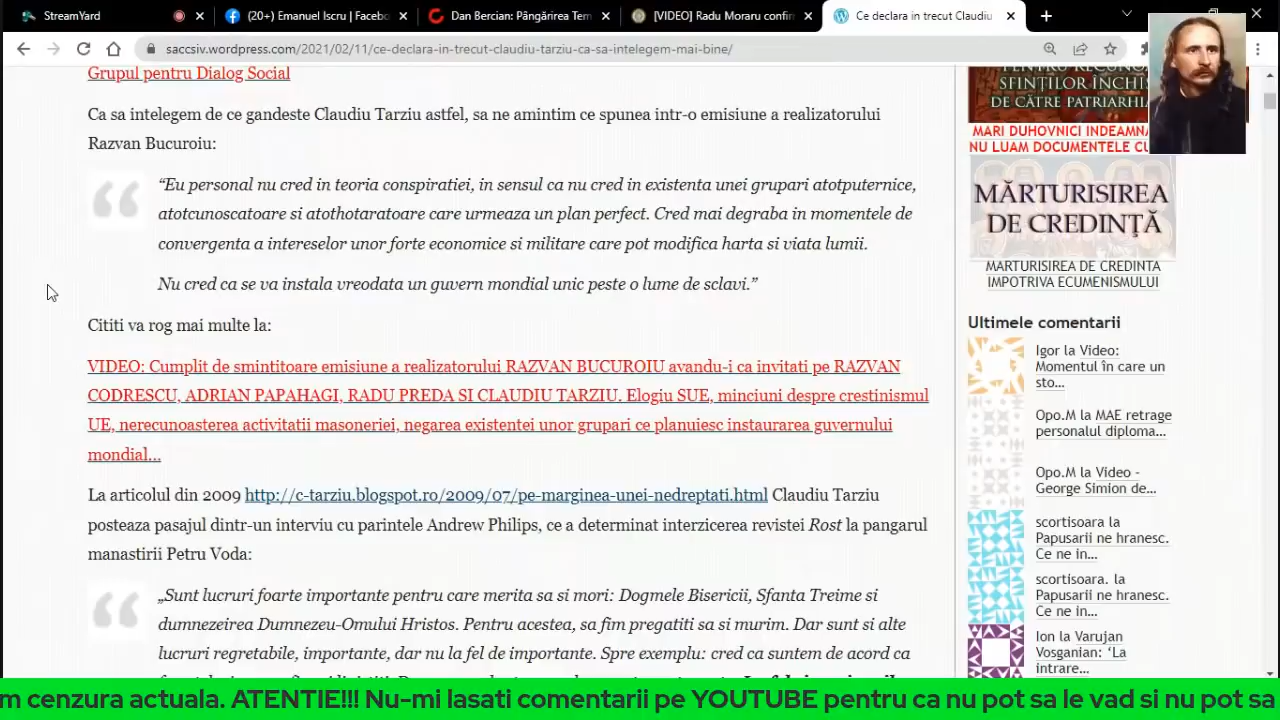 StreamYard
(20+) Emanuel Iscru | Facebo
Dan Bercian: Pângărirea Tem
[VIDEO] Radu Moraru confirm
Ce declara in trecut Claudiu
saccsiv.wordpress.com/2021/02/11/ce-declara-in-trecut-claudiu-tarziu-ca-sa-intelegem-mai-bine/
Grupul pentru Dialog Social
Ca sa intelegem de ce gandeste Claudiu Tarziu astfel, sa ne amintim ce spunea intr-o emisiune a realizatorului
Razvan Bucuroiu:
“Eu personal nu cred in teoria conspiratiei, in sensul ca nu cred in existenta unei grupari atotputernice,
atotcunoscatoare si atothotaratoare care urmeaza un plan perfect. Cred mai degraba in momentele de
convergenta a intereselor unor forte economice si militare care pot modifica harta si viata lumii.
Nu cred ca se va instala vreodata un guvern mondial unic peste o lume de sclavi.”
Cititi va rog mai multe la:
VIDEO: Cumplit de smintitoare emisiune a realizatorului RAZVAN BUCUROIU avandu-i ca invitati pe RAZVAN
CODRESCU, ADRIAN PAPAHAGI, RADU PREDA SI CLAUDIU TARZIU. Elogiu SUE, minciuni despre crestinismul
UE, nerecunoasterea activitatii masoneriei, negarea existentei unor grupari ce planuiesc instaurarea guvernului
mondial…
La articolul din 2009 http://c-tarziu.blogspot.ro/2009/07/pe-marginea-unei-nedreptati.html Claudiu Tarziu
posteaza pasajul dintr-un interviu cu parintele Andrew Philips, ce a determinat interzicerea revistei Rost la pangarul
manastirii Petru Voda:
„Sunt lucruri foarte importante pentru care merita sa si mori: Dogmele Bisericii, Sfanta Treime si
dumnezeirea Dumnezeu-Omului Hristos. Pentru acestea, sa fim pregatiti sa si murim. Dar sunt si alte
lucruri regretabile, importante, dar nu la fel de importante. Spre exemplu: cred ca suntem de acord ca
SFINȚILOR ÎNCHIS
DE CĂTRE PATRIARHIA
MARI DUHOVNICI INDEAMNA
NU LUAM DOCUMENTELE CU
MĂRTURISIREA
DE CREDINȚĂ
MARTURISIREA DE CREDINTA
IMPOTRIVA ECUMENISMULUI
Ultimele comentarii
Igor la Video:
Momentul în care un
sto...
Opo.M la MAE retrage
personalul diploma...
Opo.M la Video -
George Simion de...
scortisoara la
Papusarii ne hranesc.
Ce ne in...
scortisoara. la
Papusarii ne hranesc.
Ce ne in...
Ion la Varujan
Vosganian: ‘La
intrare...
m cenzura actuala. ATENTIE!!! Nu-mi lasati comentarii pe YOUTUBE pentru ca nu pot sa le vad si nu pot sa